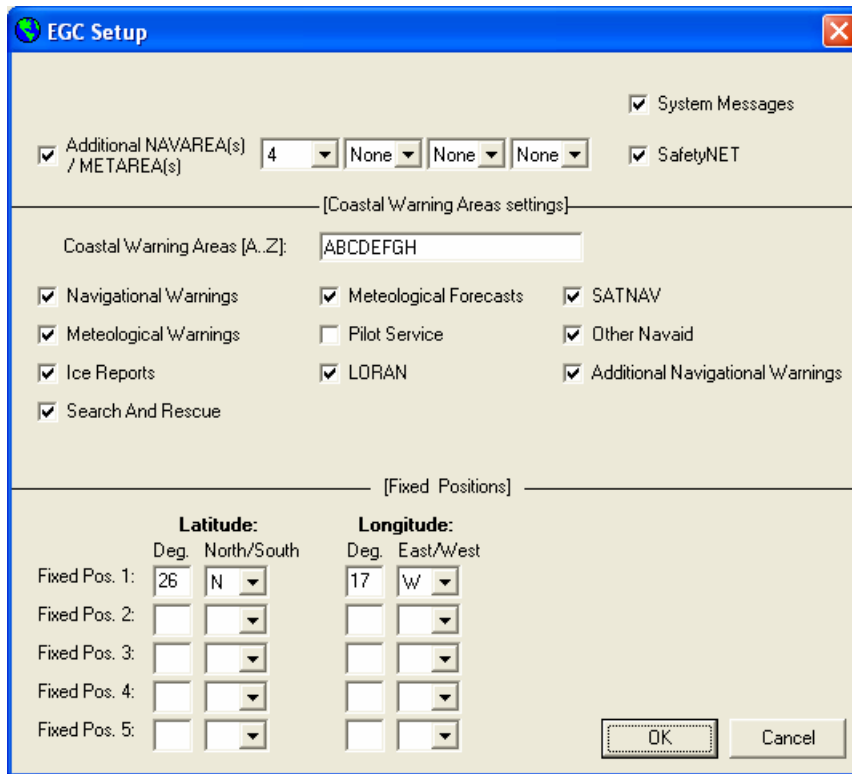 EGC Setup
System Messages
Additional NAVAREA(s)
/ METAREA(s)
4 None None None
SafetyNET
[Coastal Warning Areas settings]
Coastal Warning Areas [A..Z]: ABCDEFGH
Navigational Warnings Meteological Forecasts SATNAV
Meteological Warnings Pilot Service Other Navaid
Ice Reports LORAN Additional Navigational Warnings
Search And Rescue
[Fixed Positions]
Latitude: Longitude:
Deg. North/South Deg. East/West
Fixed Pos. 1: 26 N 17 W
Fixed Pos. 2:
Fixed Pos. 3:
Fixed Pos. 4:
Fixed Pos. 5:
OK Cancel